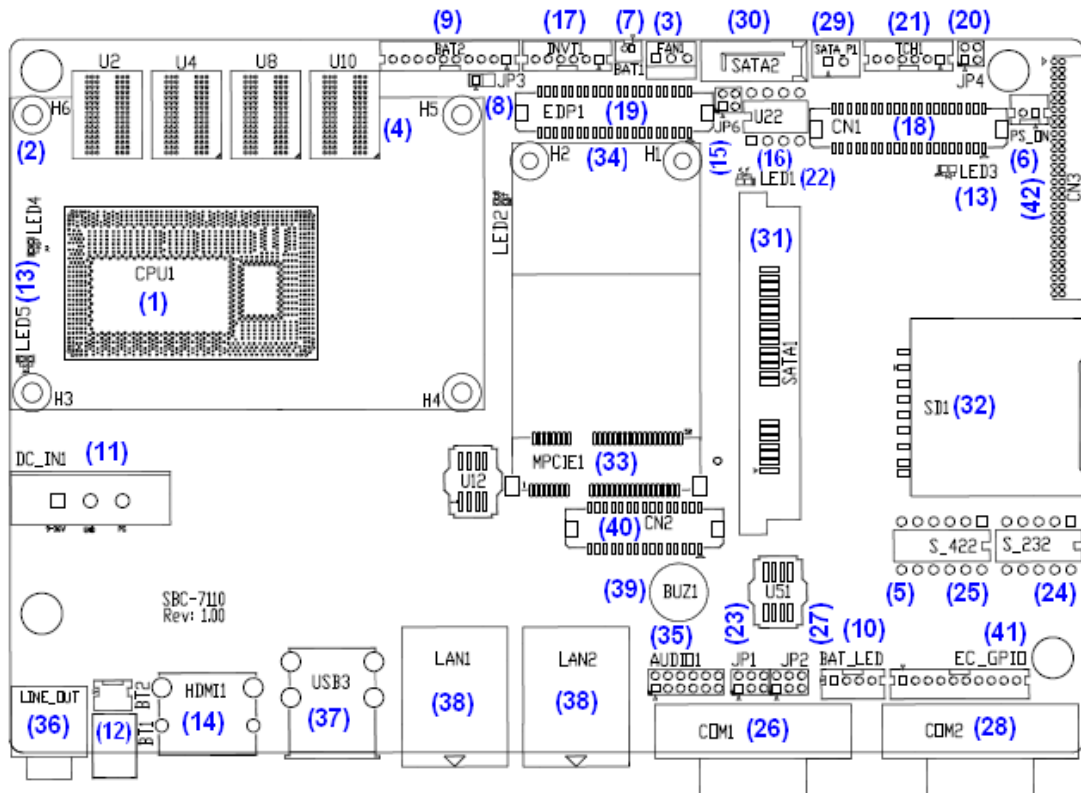 (9) (17) (7) (3) (30) (29) (21) (20)
U2 U4 U8 U10 BAT2 INVT1 BAT1 FAN1 SATA2 SATA_P1 TCH1 JP4
H6 (2) (4) H5 JP3 (8) EDP1 (19) JP6 U22 CN1 (18) PS_ON (6)
H2 (34) H1 (15) (16) LED1 (22) LED3 (13) (42) CN3
LED4 LED2 (31)
(13) CPU1 (1)
LED5 SATA1
H3 H4 SD1 (32)
DC_IN1 (11) U12 MPCIE1 (33)
(40) CN2
S_422 S_232
SBC-7110
Rev: 1.00
(39) BUZ1 U51 (5) (25) (24)
(35) (23) (27) (10) (41)
LAN1 LAN2 AUDIO1 JP1 JP2 BAT_LED EC_GPIO
LINE_OUT BT2 HDMI1 USB3
(36) (12) BT1 (14) (37) (38) (38) COM1 (26) COM2 (28)